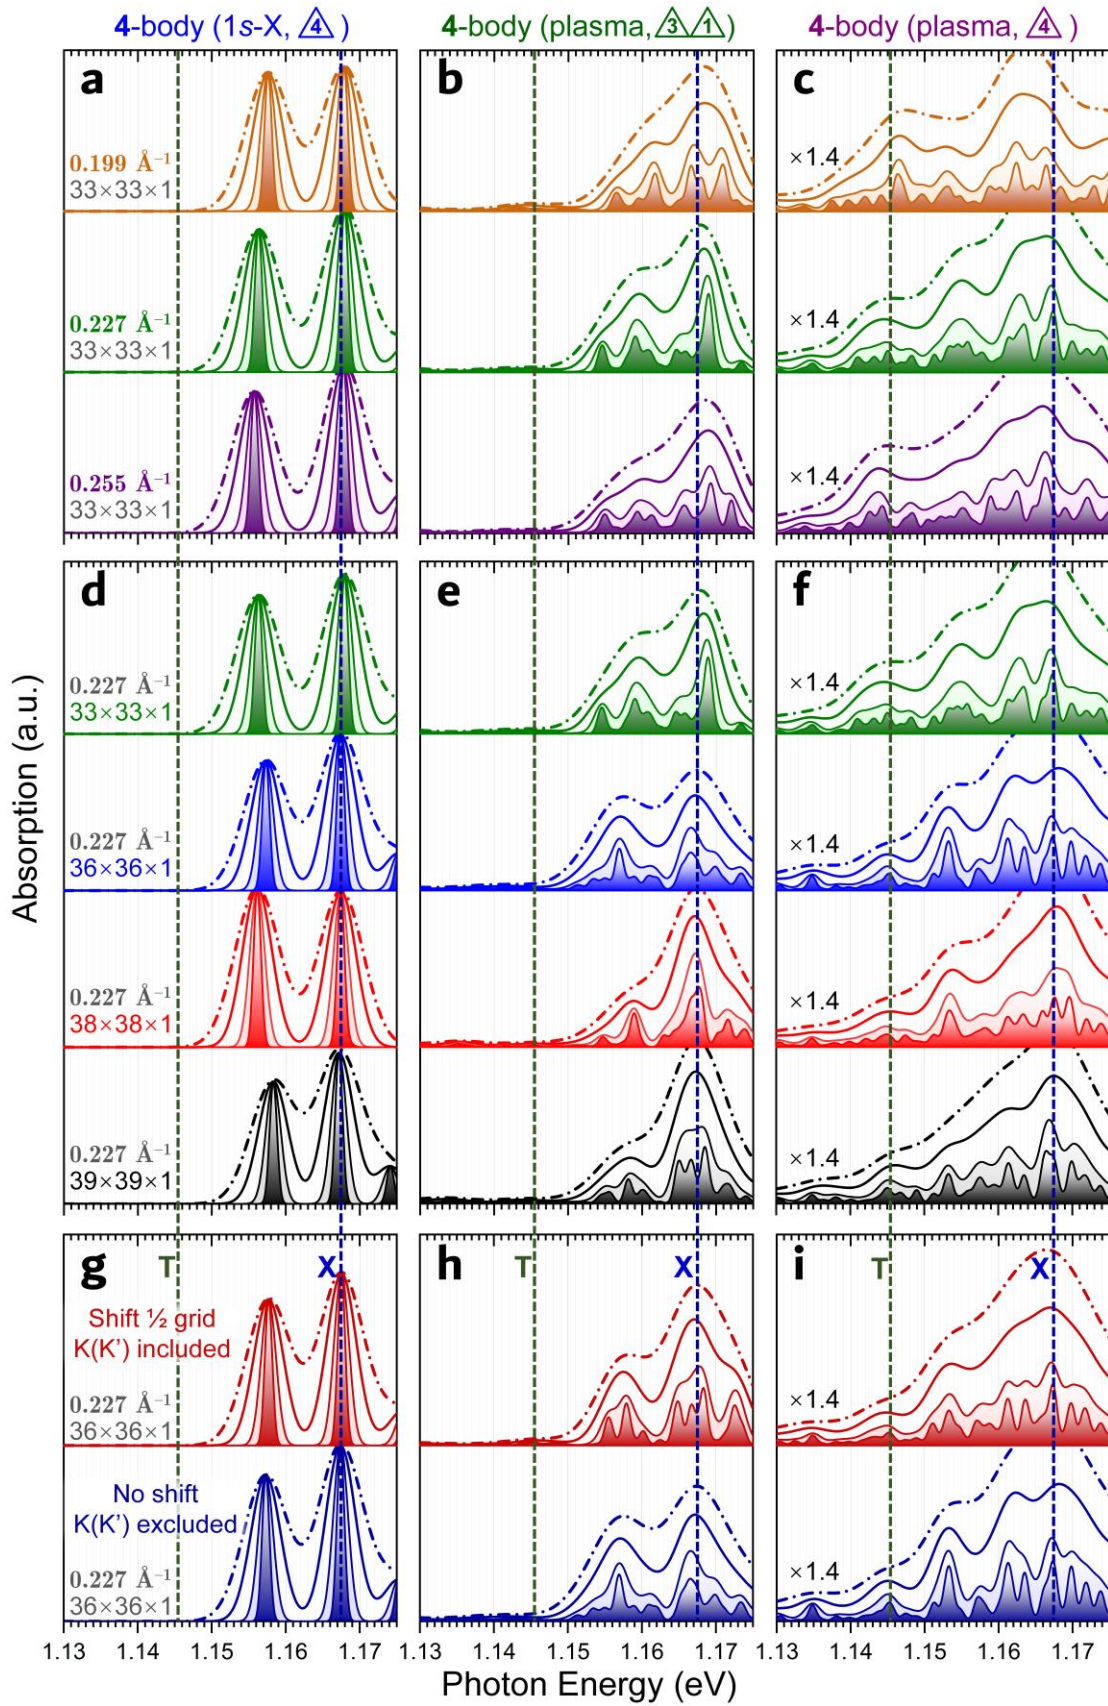 4-body (1s-X, 4)
4-body (plasma, 3 1)
4-body (plasma, 4)
a
0.199 Å⁻¹
33×33×1
0.227 Å⁻¹
33×33×1
0.255 Å⁻¹
33×33×1
b
c
×1.4
×1.4
×1.4
d
0.227 Å⁻¹
33×33×1
0.227 Å⁻¹
36×36×1
0.227 Å⁻¹
38×38×1
0.227 Å⁻¹
39×39×1
e
f
×1.4
×1.4
×1.4
×1.4
g
T
X
Shift ½ grid
K(K') included
0.227 Å⁻¹
36×36×1
No shift
K(K') excluded
0.227 Å⁻¹
36×36×1
h
T
X
i
T
X
×1.4
×1.4
Absorption (a.u.)
1.13 1.14 1.15 1.16 1.17
1.13 1.14 1.15 1.16 1.17
1.13 1.14 1.15 1.16 1.17
Photon Energy (eV)